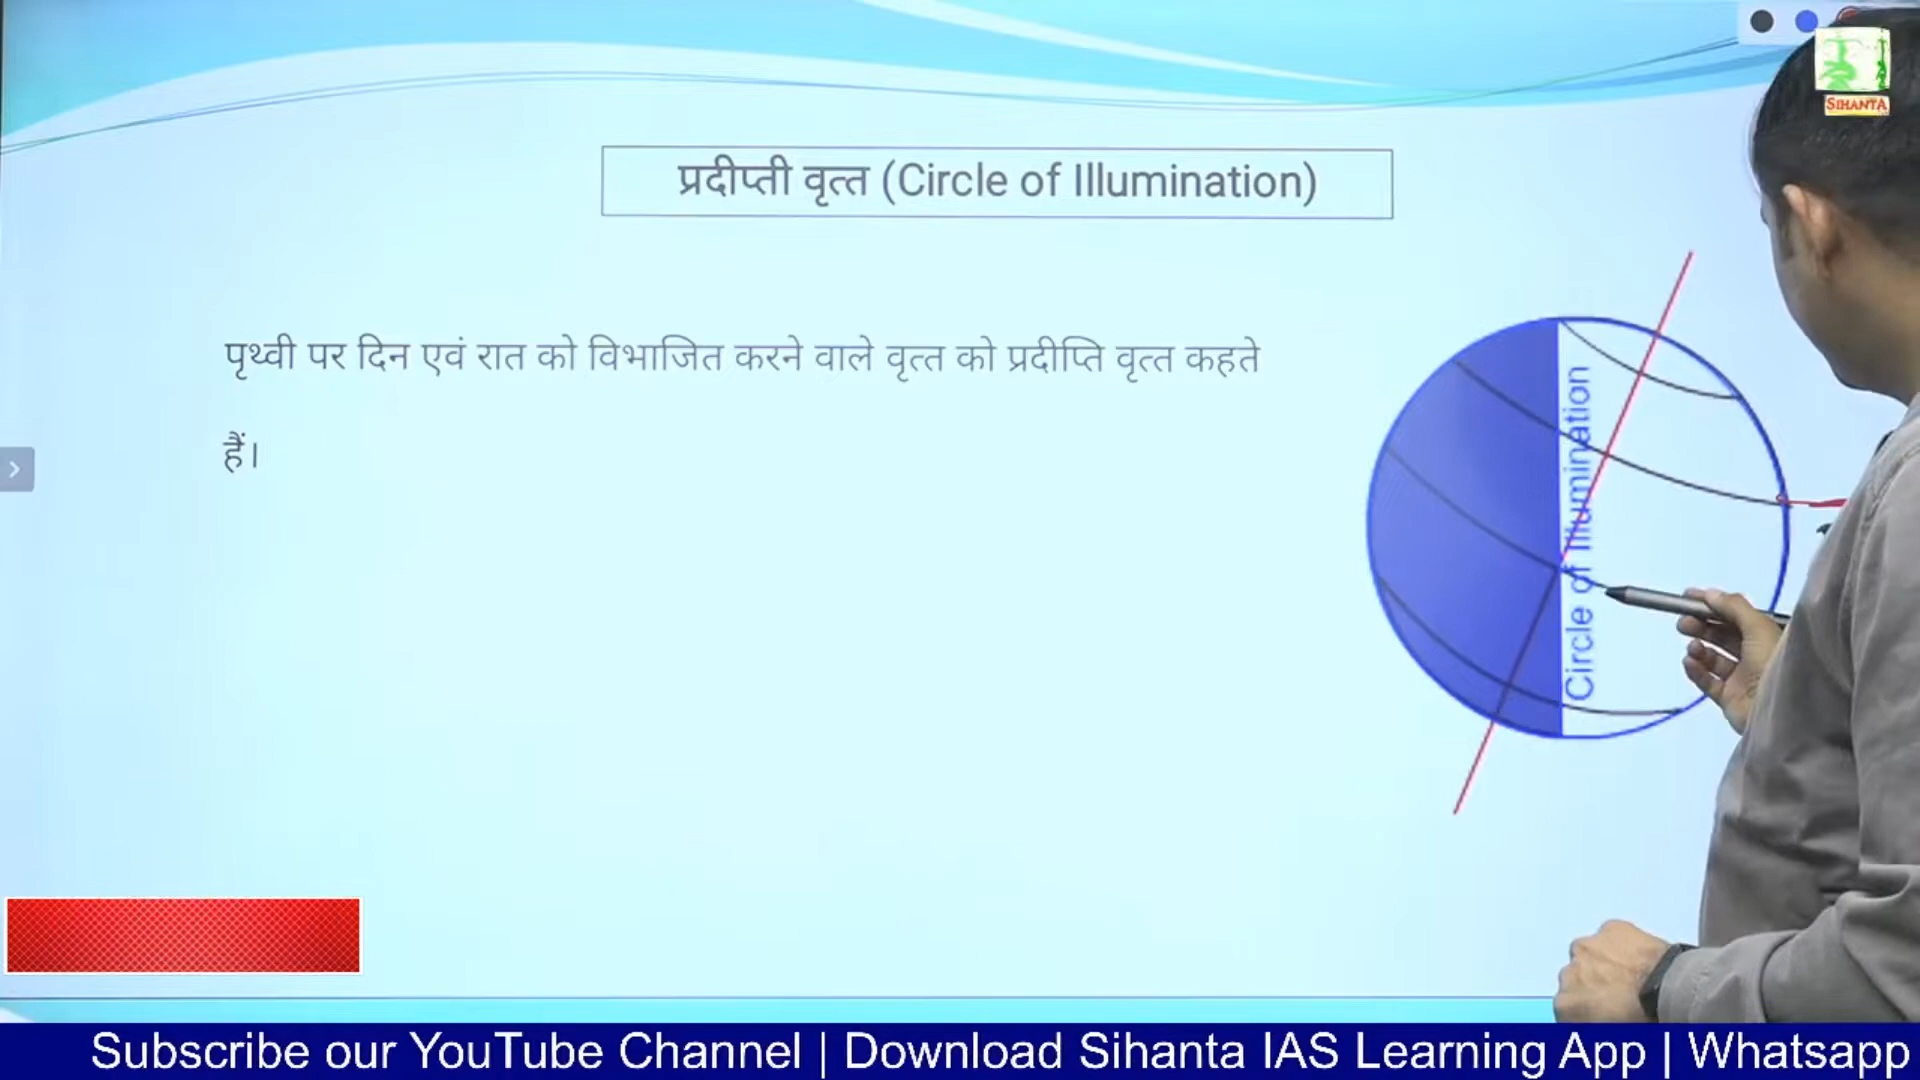 SIHANTA
प्रदीप्ती वृत्त (Circle of Illumination)
पृथ्वी पर दिन एवं रात को विभाजित करने वाले वृत्त को प्रदीप्ति वृत्त कहते
हैं।
Circle of Illumination
Subscribe our YouTube Channel | Download Sihanta IAS Learning App | Whatsapp